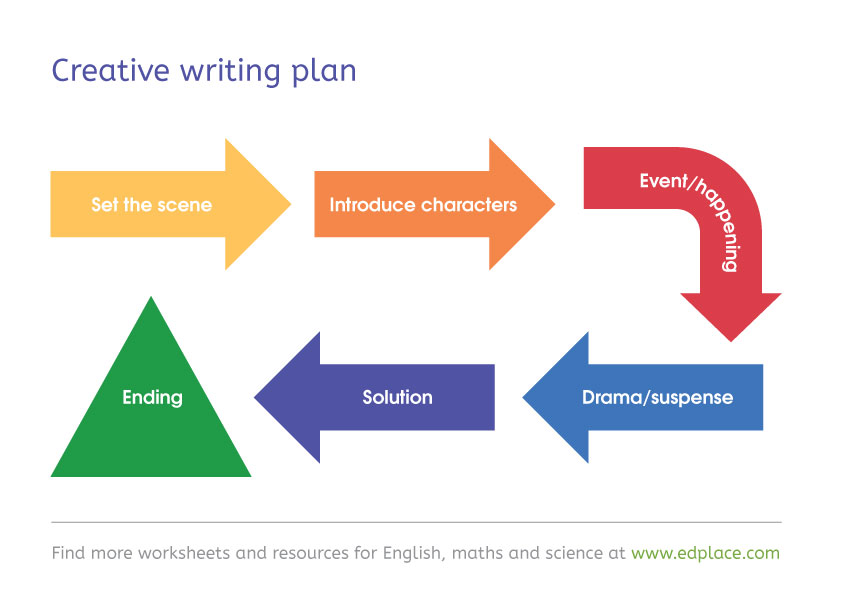 Creative writing plan
Set the scene
Introduce characters
Event/happening
Drama/suspense
Solution
Ending
Find more worksheets and resources for English, maths and science at www.edplace.com